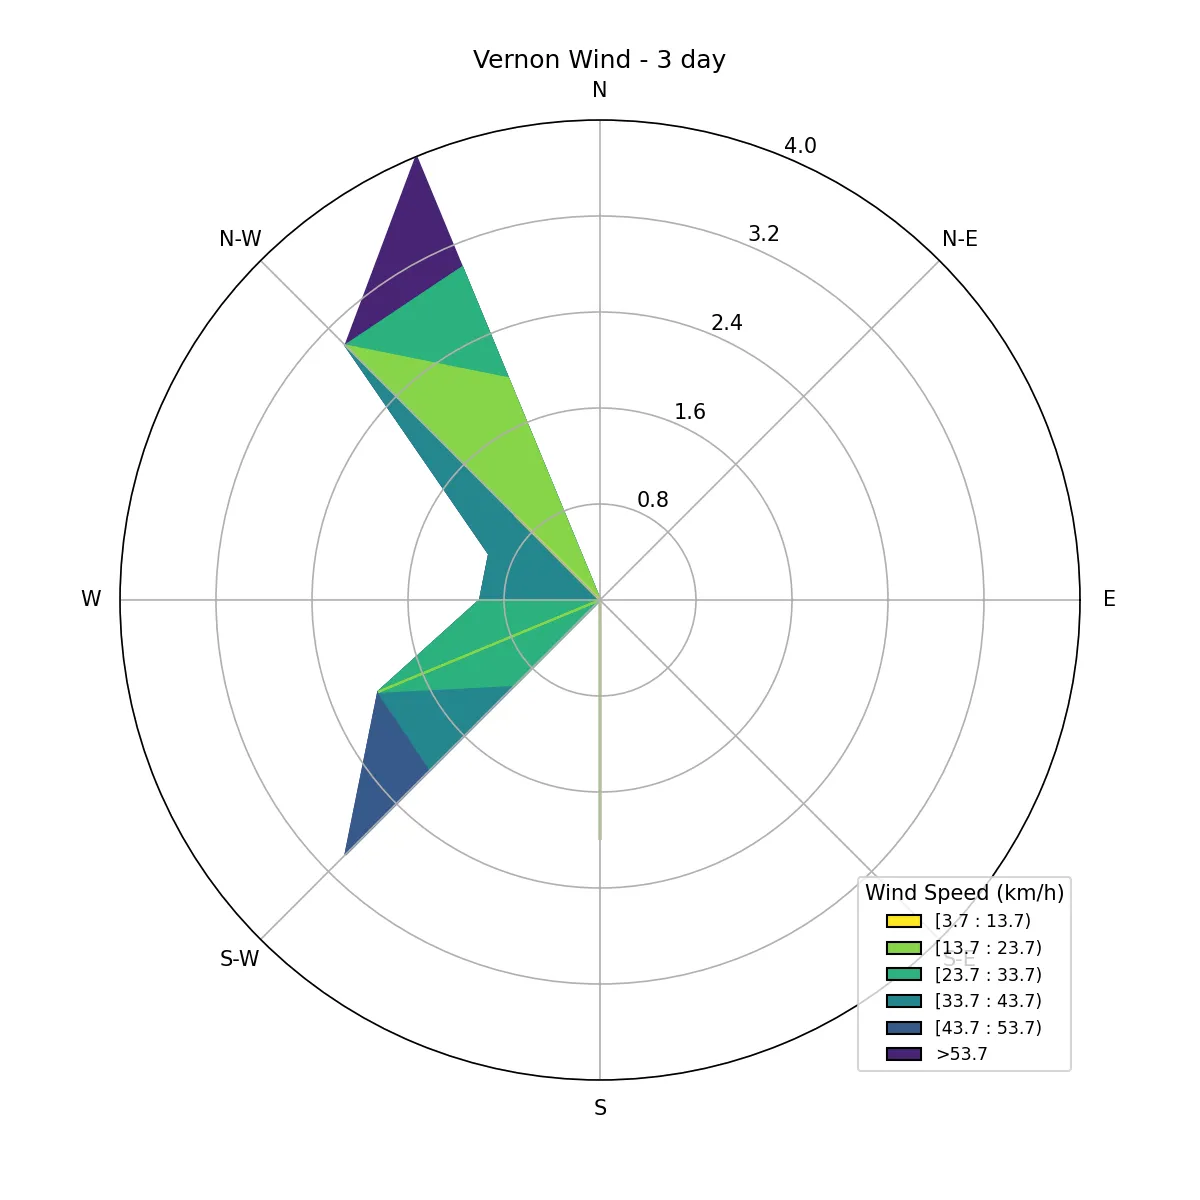 Vernon Wind - 3 day
N
4.0
N-W
N-E
3.2
2.4
1.6
0.8
W
E
Wind Speed (km/h)
[3.7 : 13.7)
[13.7 : 23.7)
S-W
S-E
[23.7 : 33.7)
[33.7 : 43.7)
[43.7 : 53.7)
>53.7
S